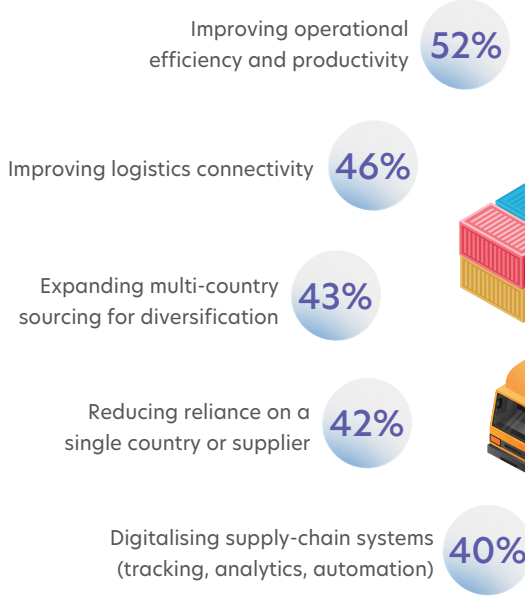 Improving operational
efficiency and productivity
52%
Improving logistics connectivity
46%
Expanding multi-country
sourcing for diversification
43%
Reducing reliance on a
single country or supplier
42%
Digitalising supply-chain systems
(tracking, analytics, automation)
40%